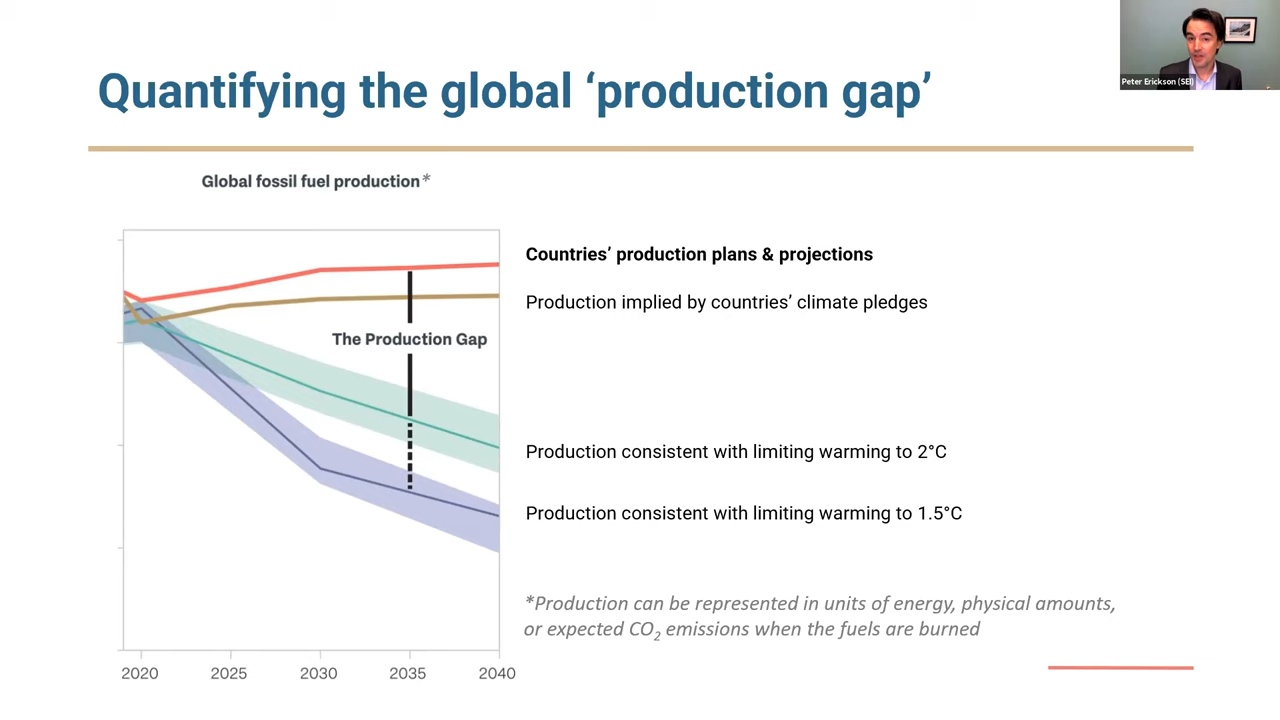 Peter Erickson (SEI)
Quantifying the global ‘production gap’
Global fossil fuel production*
Countries’ production plans & projections
Production implied by countries’ climate pledges
The Production Gap
Production consistent with limiting warming to 2°C
Production consistent with limiting warming to 1.5°C
*Production can be represented in units of energy, physical amounts,
or expected CO₂ emissions when the fuels are burned
2020 2025 2030 2035 2040